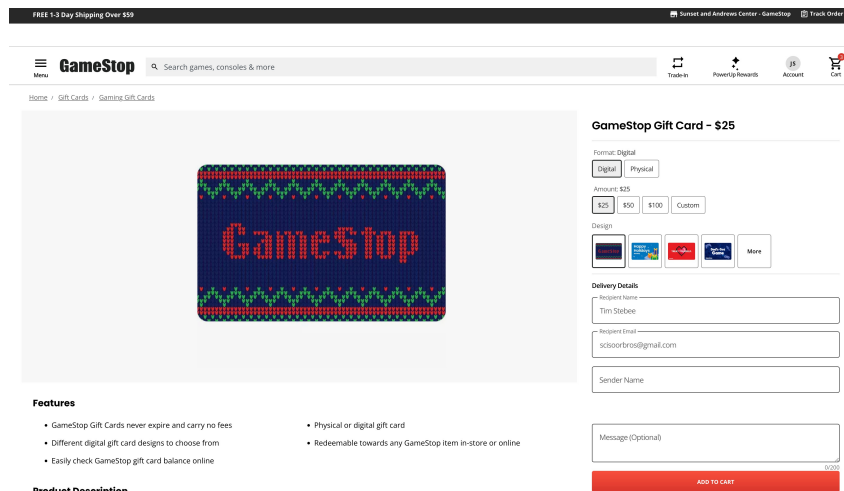 FREE 1-3 Day Shipping Over $59
Sunset and Andrews Center - GameStop
Track Order
Menu
GameStop
Search games, consoles & more
Trade-In
PowerUp Rewards
JS
Account
Cart
Home / Gift Cards / Gaming Gift Cards
GameStop
GameStop Gift Card - $25
Format: Digital
Digital
Physical
Amount: $25
$25
$50
$100
Custom
Design
Happy
Holidays
Game
More
Delivery Details
Recipient Name
Tim Stebee
Recipient Email
scisoorbros@gmail.com
Sender Name
Message (Optional)
0/200
ADD TO CART
Features
• GameStop Gift Cards never expire and carry no fees
• Different digital gift card designs to choose from
• Easily check GameStop gift card balance online
• Physical or digital gift card
• Redeemable towards any GameStop item in-store or online
Product Description